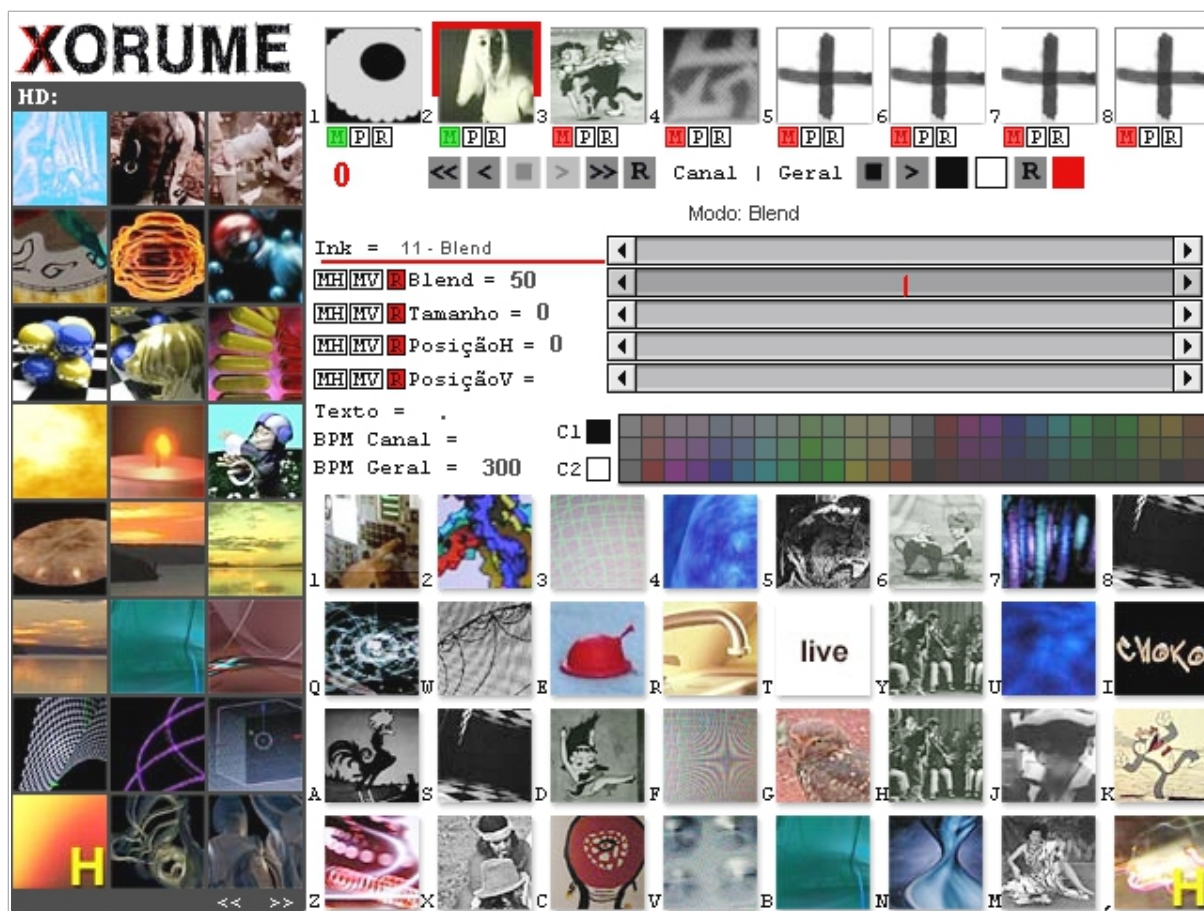 XORUME
HD:
1 2 3 4 5 6 7 8
M P R M P R M P R M P R M P R M P R M P R M P R
0 << < > >> R Canal | Geral > R
Modo: Blend
Ink = 11 - Blend
MH MV R Blend = 50
MH MV R Tamanho = 0
MH MV R PosiçãoH = 0
MH MV R PosiçãoV =
Texto = .
BPM Canal =
BPM Geral = 300
C1
C2
1 2 3 4 5 6 7 8
live
CHOKO
Q W E R T Y U I
A S D F G H J K
H
H
Z X C V B N M ,
<< >>